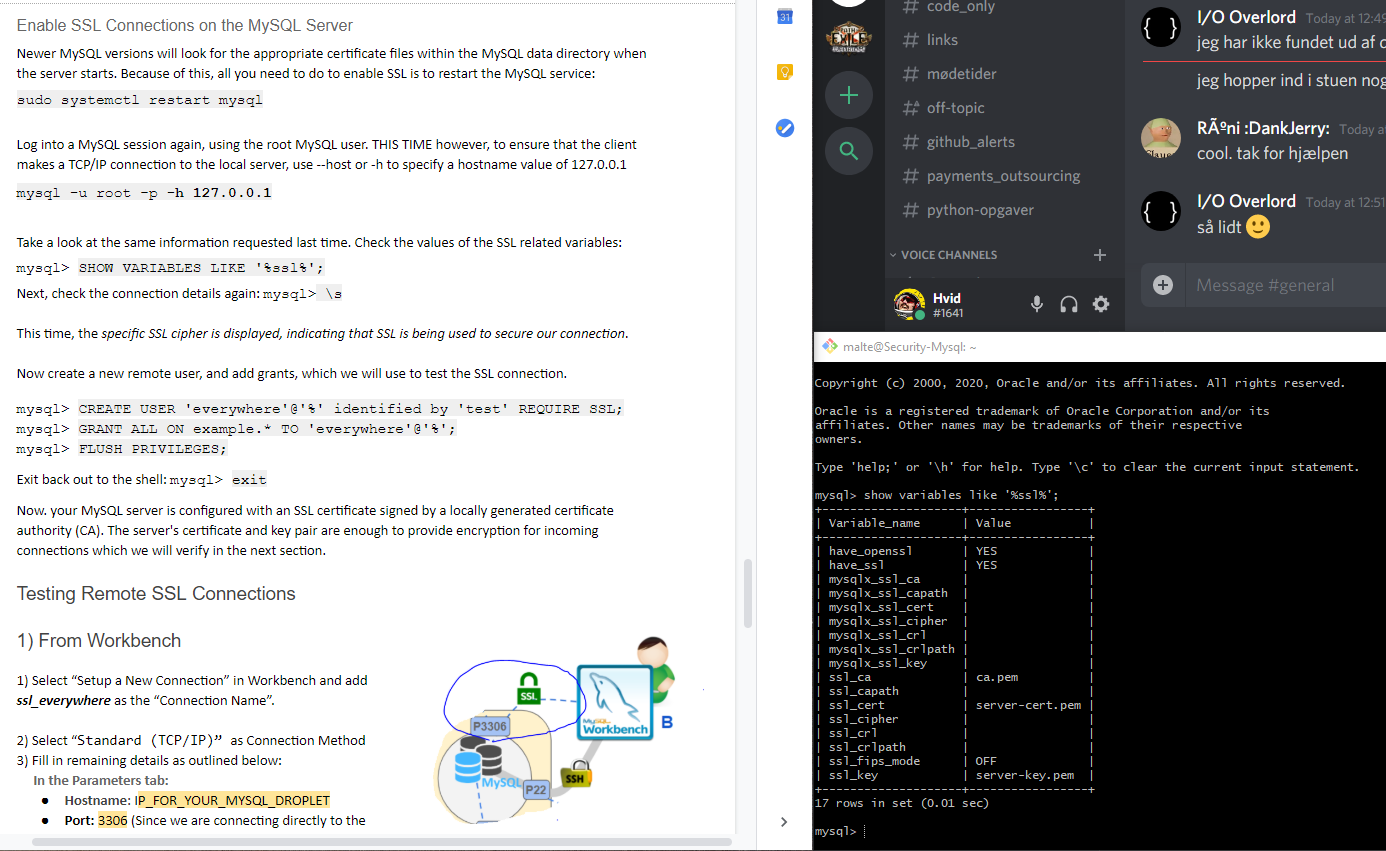 Enable SSL Connections on the MySQL Server
Newer MySQL versions will look for the appropriate certificate files within the MySQL data directory when
the server starts. Because of this, all you need to do to enable SSL is to restart the MySQL service:
sudo systemctl restart mysql
Log into a MySQL session again, using the root MySQL user. THIS TIME however, to ensure that the client
makes a TCP/IP connection to the local server, use --host or -h to specify a hostname value of 127.0.0.1
mysql -u root -p -h 127.0.0.1
Take a look at the same information requested last time. Check the values of the SSL related variables:
mysql> SHOW VARIABLES LIKE '%ssl%';
Next, check the connection details again: mysql> \s
This time, the specific SSL cipher is displayed, indicating that SSL is being used to secure our connection.
Now create a new remote user, and add grants, which we will use to test the SSL connection.
mysql> CREATE USER 'everywhere'@'%' identified by 'test' REQUIRE SSL;
mysql> GRANT ALL ON example.* TO 'everywhere'@'%';
mysql> FLUSH PRIVILEGES;
Exit back out to the shell: mysql> exit
Now. your MySQL server is configured with an SSL certificate signed by a locally generated certificate
authority (CA). The server's certificate and key pair are enough to provide encryption for incoming
connections which we will verify in the next section.
Testing Remote SSL Connections
1) From Workbench
1) Select “Setup a New Connection” in Workbench and add
ssl_everywhere as the “Connection Name”.
2) Select “Standard (TCP/IP)” as Connection Method
3) Fill in remaining details as outlined below:
In the Parameters tab:
● Hostname: IP_FOR_YOUR_MYSQL_DROPLET
● Port: 3306 (Since we are connecting directly to the
SSL
P3306
MySQL
Workbench
B
MySQL
P22
SSH
31
EXILE
# code_only
# links
# mødetider
# off-topic
# github_alerts
# payments_outsourcing
# python-opgaver
VOICE CHANNELS
Hvid
#1641
{ }
I/O Overlord Today at 12:49
jeg har ikke fundet ud af d
jeg hopper ind i stuen nog
RÃºni :DankJerry: Today a
cool. tak for hjælpen
{ }
I/O Overlord Today at 12:51
så lidt 🙂
Message #general
malte@Security-Mysql: ~
Copyright (c) 2000, 2020, Oracle and/or its affiliates. All rights reserved.
Oracle is a registered trademark of Oracle Corporation and/or its
affiliates. Other names may be trademarks of their respective
owners.
Type 'help;' or '\h' for help. Type '\c' to clear the current input statement.
mysql> show variables like '%ssl%';
+---------------------+-----------------+
| Variable_name | Value |
+---------------------+-----------------+
| have_openssl | YES |
| have_ssl | YES |
| mysqlx_ssl_ca | |
| mysqlx_ssl_capath | |
| mysqlx_ssl_cert | |
| mysqlx_ssl_cipher | |
| mysqlx_ssl_crl | |
| mysqlx_ssl_crlpath | |
| mysqlx_ssl_key | |
| ssl_ca | ca.pem |
| ssl_capath | |
| ssl_cert | server-cert.pem |
| ssl_cipher | |
| ssl_crl | |
| ssl_crlpath | |
| ssl_fips_mode | OFF |
| ssl_key | server-key.pem |
+---------------------+-----------------+
17 rows in set (0.01 sec)
mysql>